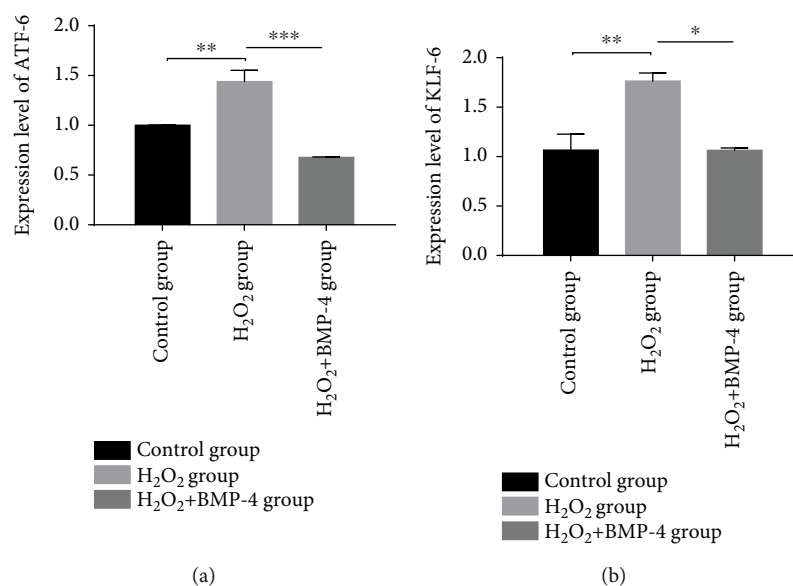 Expression level of ATF-6
2.0
1.5
1.0
0.5
0.0
**
***
Control group
H₂O₂ group
H₂O₂+BMP-4 group
Control group
H₂O₂ group
H₂O₂+BMP-4 group
(a)
Expression level of KLF-6
2.0
1.5
1.0
0.5
0.0
**
*
Control group
H₂O₂ group
H₂O₂+BMP-4 group
Control group
H₂O₂ group
H₂O₂+BMP-4 group
(b)